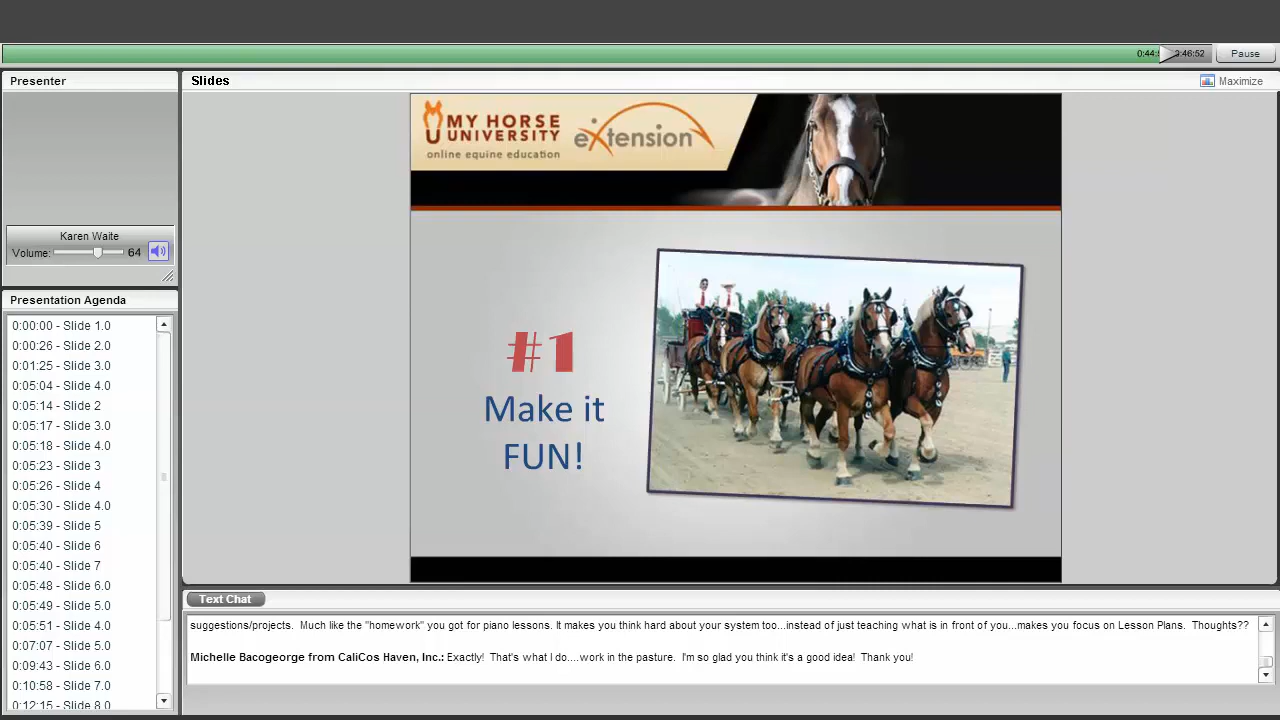 0:44: 0:46:52
Pause
Presenter
Slides
Maximize
MY HORSE
UNIVERSITY
online equine education
eXtension
Karen Waite
Volume: 64
#1
Make it
FUN!
Presentation Agenda
0:00:00 - Slide 1.0
0:00:26 - Slide 2.0
0:01:25 - Slide 3.0
0:05:04 - Slide 4.0
0:05:14 - Slide 2
0:05:17 - Slide 3.0
0:05:18 - Slide 4.0
0:05:23 - Slide 3
0:05:26 - Slide 4
0:05:30 - Slide 4.0
0:05:39 - Slide 5
0:05:40 - Slide 6
0:05:40 - Slide 7
0:05:48 - Slide 6.0
0:05:49 - Slide 5.0
0:05:51 - Slide 4.0
0:07:07 - Slide 5.0
0:09:43 - Slide 6.0
0:10:58 - Slide 7.0
0:12:15 - Slide 8.0
Text Chat
suggestions/projects. Much like the "homework" you got for piano lessons. It makes you think hard about your system too...instead of just teaching what is in front of you...makes you focus on Lesson Plans. Thoughts??
Michelle Bacogeorge from CaliCos Haven, Inc.: Exactly! That's what I do....work in the pasture. I'm so glad you think it's a good idea! Thank you!